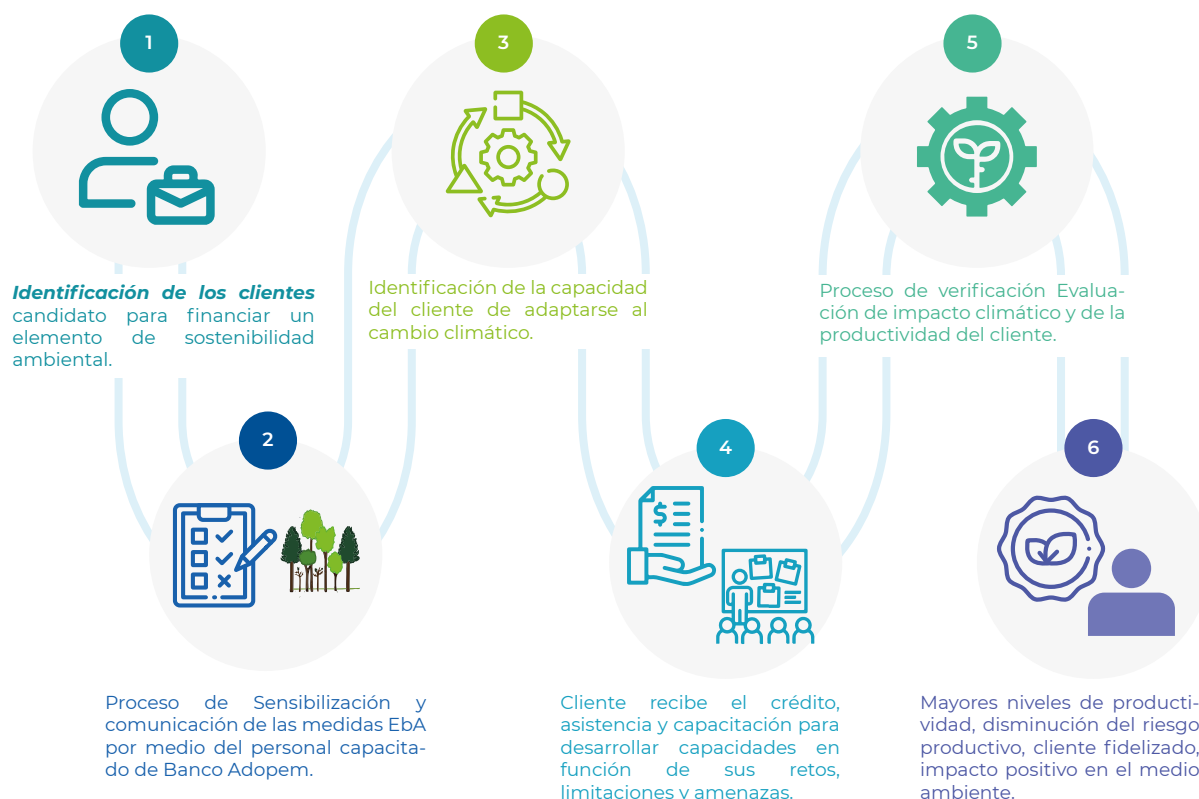 1
Identificación de los clientes
candidato para financiar un
elemento de sostenibilidad
ambiental.
2
Proceso de Sensibilización y
comunicación de las medidas EbA
por medio del personal capacita-
do de Banco Adopem.
3
Identificación de la capacidad
del cliente de adaptarse al
cambio climático.
4
$
Cliente recibe el crédito,
asistencia y capacitación para
desarrollar capacidades en
función de sus retos,
limitaciones y amenazas.
5
Proceso de verificación Evalua-
ción de impacto climático y de la
productividad del cliente.
6
Mayores niveles de producti-
vidad, disminución del riesgo
productivo, cliente fidelizado,
impacto positivo en el medio
ambiente.